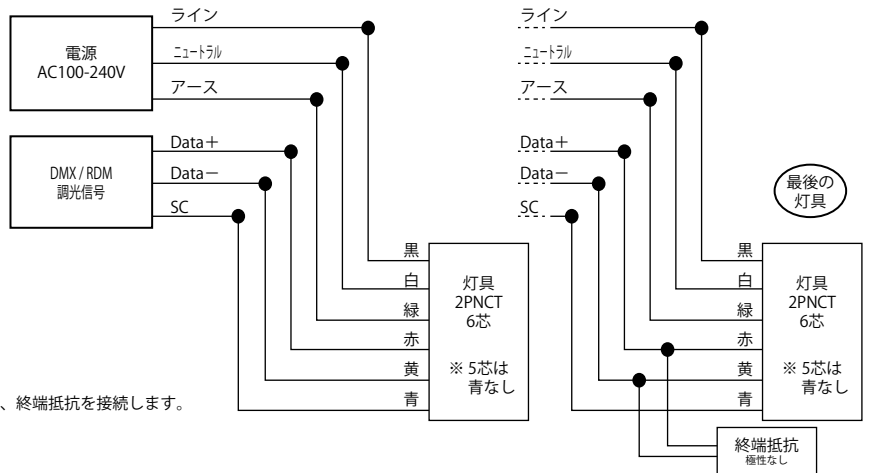 電源
AC100-240V
ライン
ニュートラル
アース
DMX / RDM
調光信号
Data＋
Data－
SC
黒
白
緑
赤
黄
青
灯具
2PNCT
6芯
※ 5芯は
青なし
、終端抵抗を接続します。
ライン
ニュートラル
アース
Data＋
Data－
SC
最後の
灯具
黒
白
緑
赤
黄
青
灯具
2PNCT
6芯
※ 5芯は
青なし
終端抵抗
極性なし